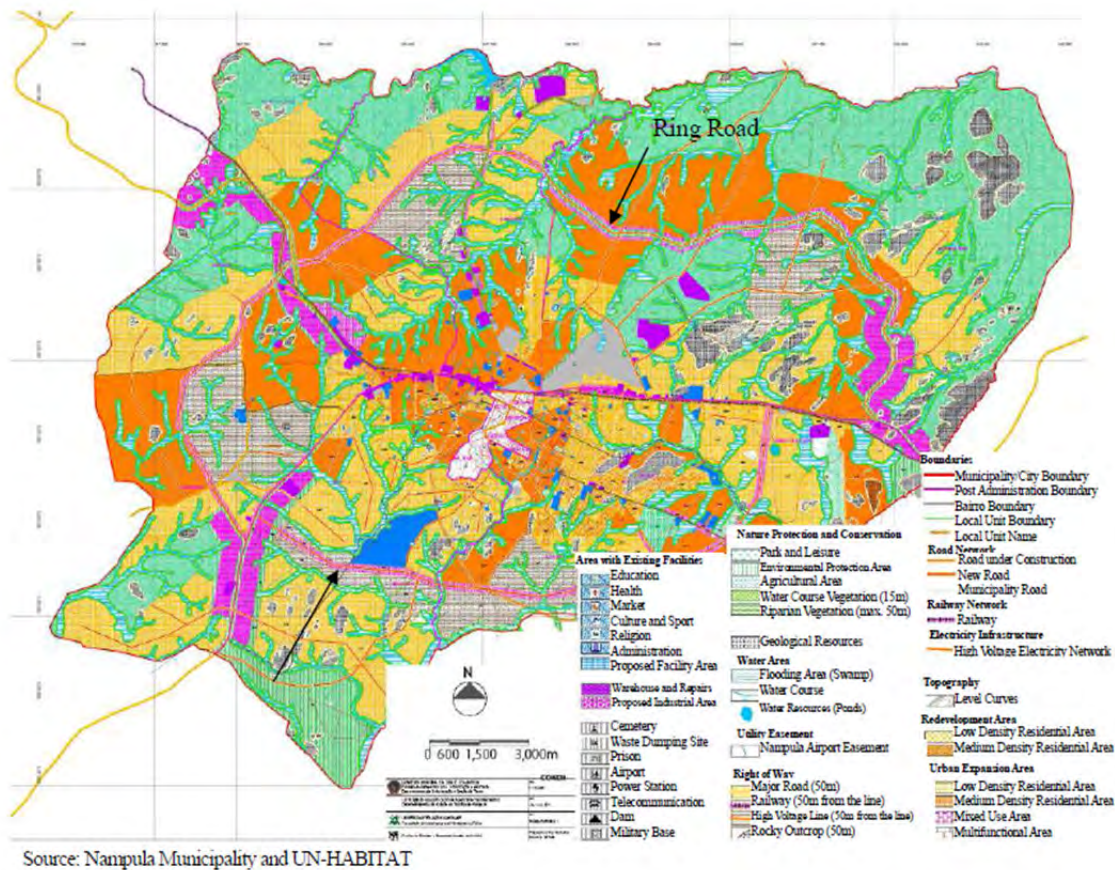 Ring Road
Boundaries
Municipality/City Boundary
Post Administration Boundary
Bairro Boundary
Local Unit Boundary
Local Unit Name
Road Network
Road under Construction
New Road
Municipality Road
Railway Network
Railway
Electricity Infrastructure
High Voltage Electricity Network
Topography
Level Curves
Redevelopment Area
Low Density Residential Area
Medium Density Residential Area
Urban Expansion Area
Low Density Residential Area
Medium Density Residential Area
Mixed Use Area
Multifunctional Area
Nature Protection and Conservation
Park and Leisure
Environmental Protection Area
Agricultural Area
Water Course Vegetation (15m)
Riparian Vegetation (max. 50m)
Geological Resources
Water Area
Flooding Area (Swamp)
Water Course
Water Resources (Ponds)
Utility Easement
Nampula Airport Easement
Right of Way
Major Road (50m)
Railway (50m from the line)
High Voltage Line (50m from the line)
Rocky Outcrop (50m)
Area with Existing Facilities
Education
Health
Market
Culture and Sport
Religion
Administration
Proposed Facility Area
Warehouse and Repairs
Proposed Industrial Area
Cemetery
Waste Dumping Site
Prison
Airport
Power Station
Telecommunication
Dam
Military Base
N
0 600 1,500 3,000m
Source: Nampula Municipality and UN-HABITAT